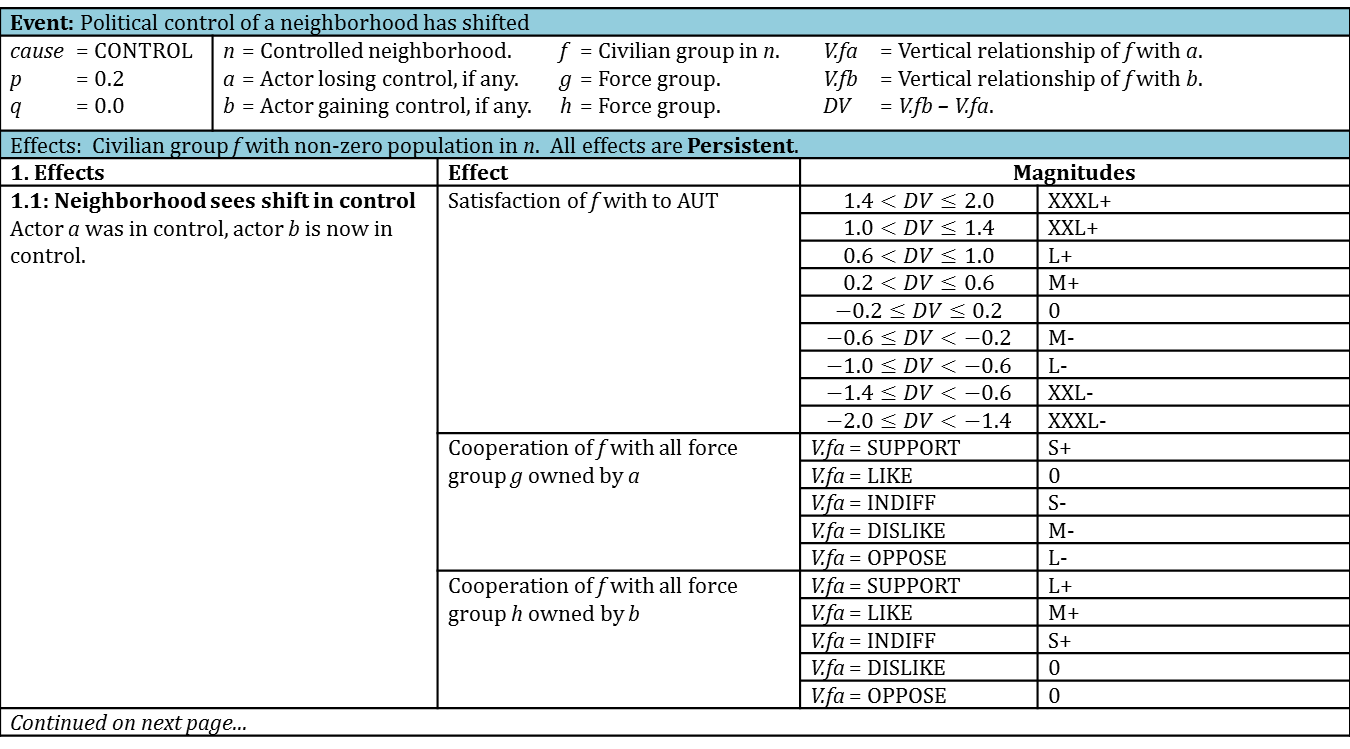 Event: Political control of a neighborhood has shifted
cause = CONTROL n = Controlled neighborhood. f = Civilian group in n. V.fa = Vertical relationship of f with a.
p = 0.2 a = Actor losing control, if any. g = Force group. V.fb = Vertical relationship of f with b.
q = 0.0 b = Actor gaining control, if any. h = Force group. DV = V.fb – V.fa.
Effects: Civilian group f with non-zero population in n. All effects are Persistent.
1. Effects Effect Magnitudes
1.1: Neighborhood sees shift in control
Actor a was in control, actor b is now in
control.
Satisfaction of f with to AUT
1.4 < DV ≤ 2.0 XXXL+
1.0 < DV ≤ 1.4 XXL+
0.6 < DV ≤ 1.0 L+
0.2 < DV ≤ 0.6 M+
−0.2 ≤ DV ≤ 0.2 0
−0.6 ≤ DV < −0.2 M-
−1.0 ≤ DV < −0.6 L-
−1.4 ≤ DV < −0.6 XXL-
−2.0 ≤ DV < −1.4 XXXL-
Cooperation of f with all force
group g owned by a
V.fa = SUPPORT S+
V.fa = LIKE 0
V.fa = INDIFF S-
V.fa = DISLIKE M-
V.fa = OPPOSE L-
Cooperation of f with all force
group h owned by b
V.fa = SUPPORT L+
V.fa = LIKE M+
V.fa = INDIFF S+
V.fa = DISLIKE 0
V.fa = OPPOSE 0
Continued on next page...